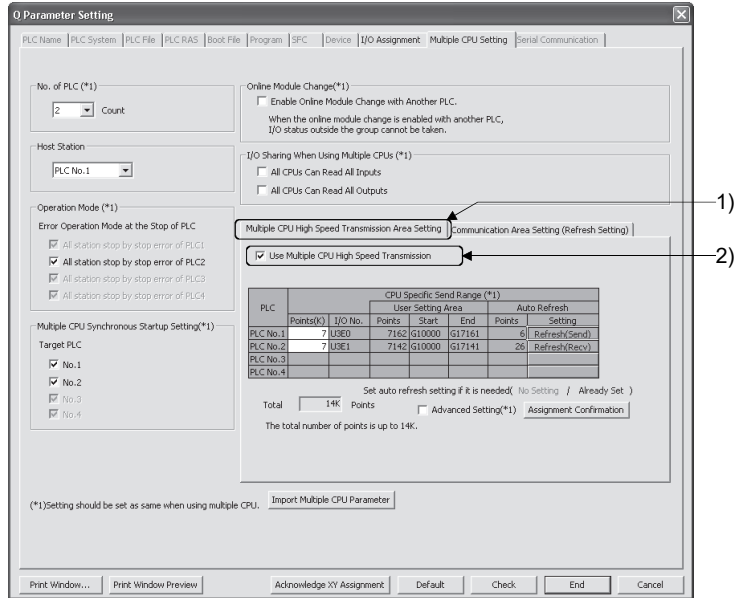 Q Parameter Setting
PLC Name PLC System PLC File PLC RAS Boot File Program SFC Device I/O Assignment Multiple CPU Setting Serial Communication
No. of PLC (*1)
2 Count
Host Station
PLC No.1
Operation Mode (*1)
Error Operation Mode at the Stop of PLC
All station stop by stop error of PLC1
All station stop by stop error of PLC2
All station stop by stop error of PLC3
All station stop by stop error of PLC4
Multiple CPU Synchronous Startup Setting(*1)
Target PLC
No.1
No.2
No.3
No.4
Online Module Change(*1)
Enable Online Module Change with Another PLC.
When the online module change is enabled with another PLC,
I/O status outside the group cannot be taken.
I/O Sharing When Using Multiple CPUs (*1)
All CPUs Can Read All Inputs
All CPUs Can Read All Outputs
1)
Multiple CPU High Speed Transmission Area Setting Communication Area Setting (Refresh Setting)
Use Multiple CPU High Speed Transmission
2)
PLC CPU Specific Send Range (*1)
User Setting Area Auto Refresh
Points(K) I/O No. Points Start End Points Setting
PLC No.1 7 U3E0 7162 G10000 G17161 6 Refresh(Send)
PLC No.2 7 U3E1 7142 G10000 G17141 26 Refresh(Recv)
PLC No.3
PLC No.4
Set auto refresh setting if it is needed( No Setting / Already Set )
Total 14K Points Advanced Setting(*1) Assignment Confirmation
The total number of points is up to 14K.
(*1)Setting should be set as same when using multiple CPU. Import Multiple CPU Parameter
Print Window... Print Window Preview Acknowledge XY Assignment Default Check End Cancel